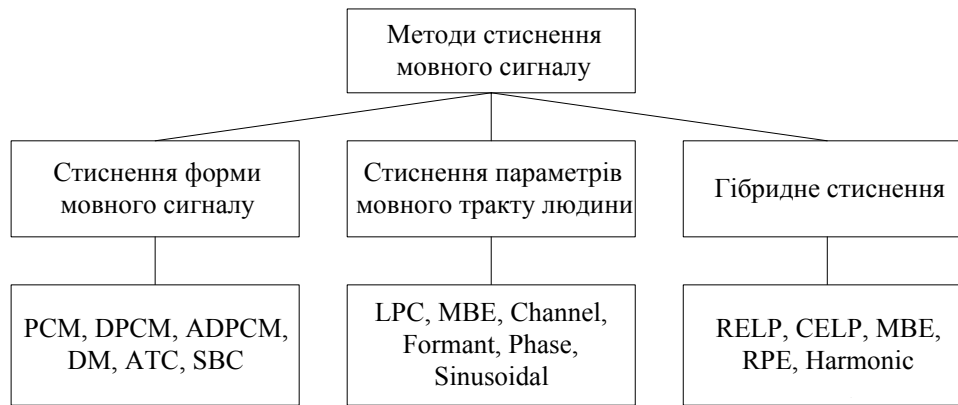 Методи стиснення
мовного сигналу
Стиснення форми
мовного сигналу
Стиснення параметрів
мовного тракту людини
Гібридне стиснення
PCM, DPCM, ADPCM,
DM, ATC, SBC
LPC, MBE, Channel,
Formant, Phase,
Sinusoidal
RELP, CELP, MBE,
RPE, Harmonic